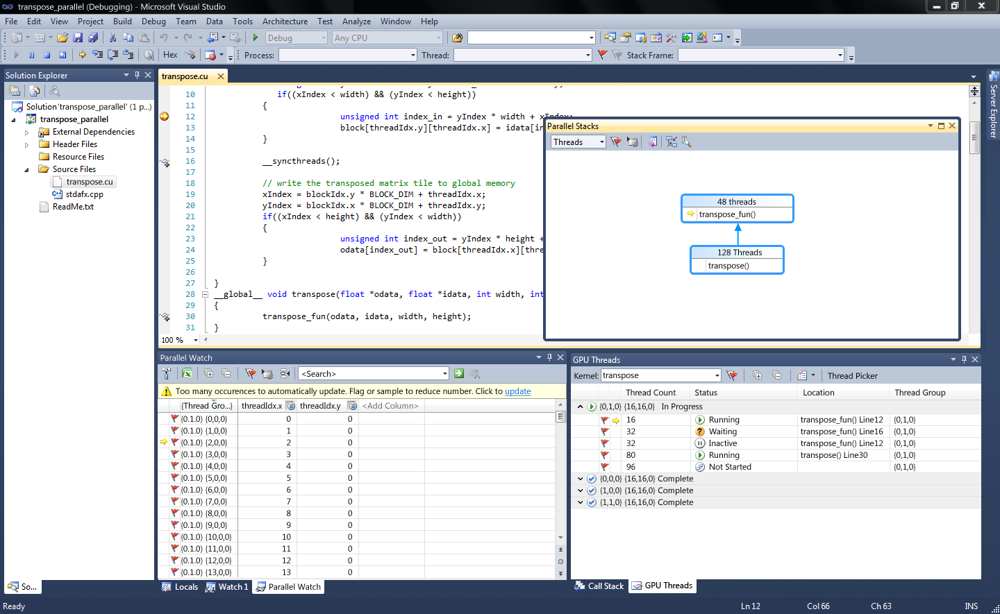 transpose_parallel (Debugging) - Microsoft Visual Studio
File Edit View Project Build Debug Team Data Tools Architecture Test Analyze Window Help
Debug Any CPU
Hex Process: Thread: Stack Frame:
Solution Explorer
Solution 'transpose_parallel' (1 p...)
transpose_parallel
External Dependencies
Header Files
Resource Files
Source Files
transpose.cu
stdafx.cpp
ReadMe.txt
So...
transpose.cu
10 if((xIndex < width) && (yIndex < height))
11 {
12 unsigned int index_in = yIndex * width + xIndex;
13 block[threadIdx.y][threadIdx.x] = idata[in
14 }
15
16 __syncthreads();
17
18 // write the transposed matrix tile to global memory
19 xIndex = blockIdx.y * BLOCK_DIM + threadIdx.x;
20 yIndex = blockIdx.x * BLOCK_DIM + threadIdx.y;
21 if((xIndex < height) && (yIndex < width))
22 {
23 unsigned int index_out = yIndex * height +
24 odata[index_out] = block[threadIdx.x][thre
25 }
26
27 }
28 __global__ void transpose(float *odata, float *idata, int width, int
29 {
30 transpose_fun(odata, idata, width, height);
31 }
100 %
Parallel Stacks
Threads
48 threads
transpose_fun()
128 Threads
transpose()
Server Explorer
Parallel Watch
<Search>
Too many occurences to automatically update. Flag or sample to reduce number. Click to update
{Thread Gro...} threadIdx.x threadIdx.y <Add Column>
{0.1.0} {0,0,0} 0 0
{0.1.0} {1,0,0} 1 0
{0.1.0} {2,0,0} 2 0
{0.1.0} {3,0,0} 3 0
{0.1.0} {4,0,0} 4 0
{0.1.0} {5,0,0} 5 0
{0.1.0} {6,0,0} 6 0
{0.1.0} {7,0,0} 7 0
{0.1.0} {8,0,0} 8 0
{0.1.0} {9,0,0} 9 0
{0.1.0} {10,0,0} 10 0
{0.1.0} {11,0,0} 11 0
{0.1.0} {12,0,0} 12 0
{0.1.0} {13,0,0} 13 0
Locals Watch 1 Parallel Watch
GPU Threads
Kernel: transpose Thread Picker
Thread Count Status Location Thread Group
{0,1,0} {16,16,0} In Progress
16 Running transpose_fun() Line12 {0,1,0}
32 Waiting transpose_fun() Line16 {0,1,0}
32 Inactive transpose_fun() Line12 {0,1,0}
80 Running transpose() Line30 {0,1,0}
96 Not Started {0,1,0}
{0,0,0} {16,16,0} Complete
{1,0,0} {16,16,0} Complete
{1,1,0} {16,16,0} Complete
Call Stack GPU Threads
Ready Ln 12 Col 66 Ch 63 INS